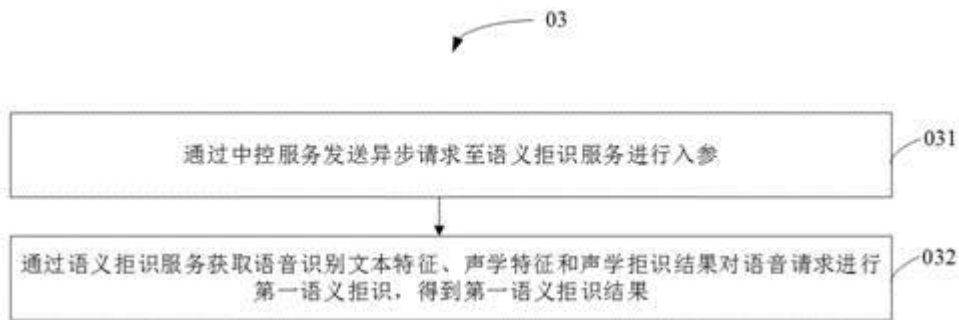 03
通过中控服务发送异步请求至语义拒识服务进行入参
031
通过语义拒识服务获取语音识别文本特征、声学特征和声学拒识结果对语音请求进行
第一语义拒识，得到第一语义拒识结果
032